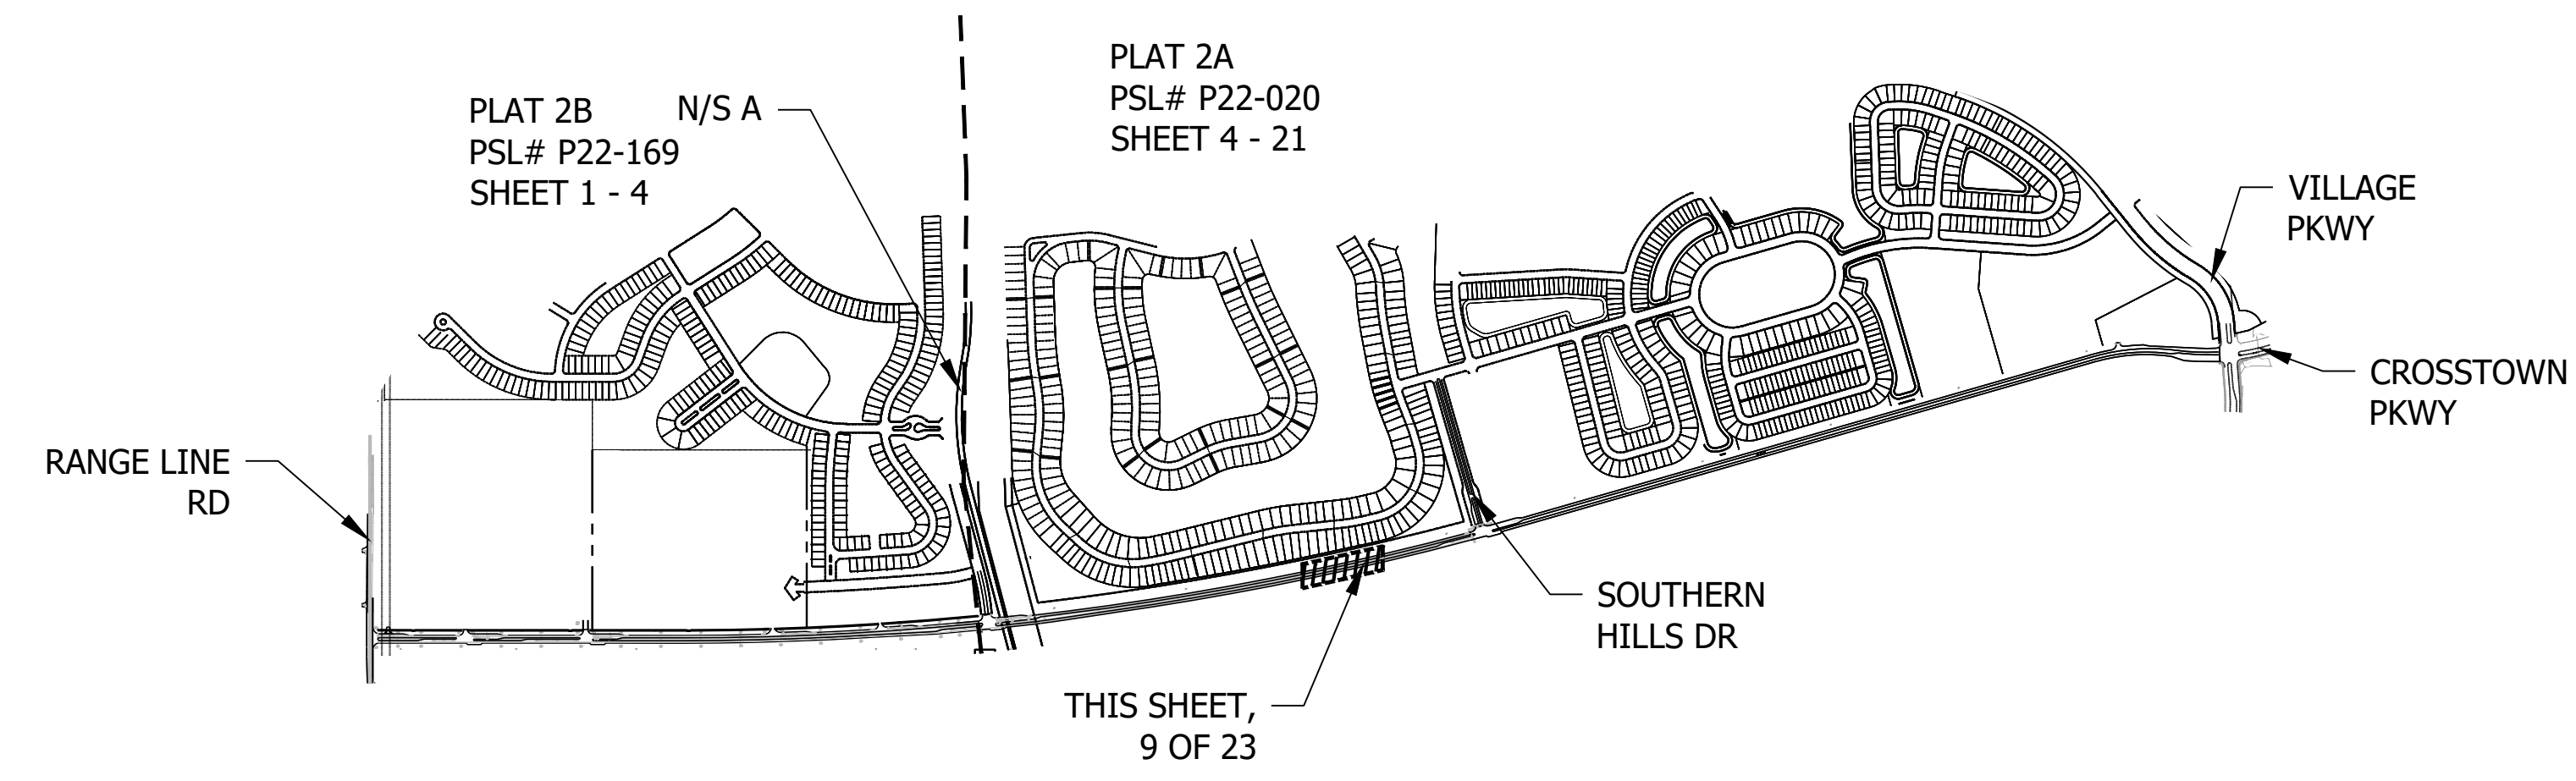 PLAT 2A
PSL# P22-020
SHEET 4 - 21
PLAT 2B
PSL# P22-169
SHEET 1 - 4
N/S A
VILLAGE
PKWY
CROSSTOWN
PKWY
RANGE LINE
RD
SOUTHERN
HILLS DR
THIS SHEET,
9 OF 23